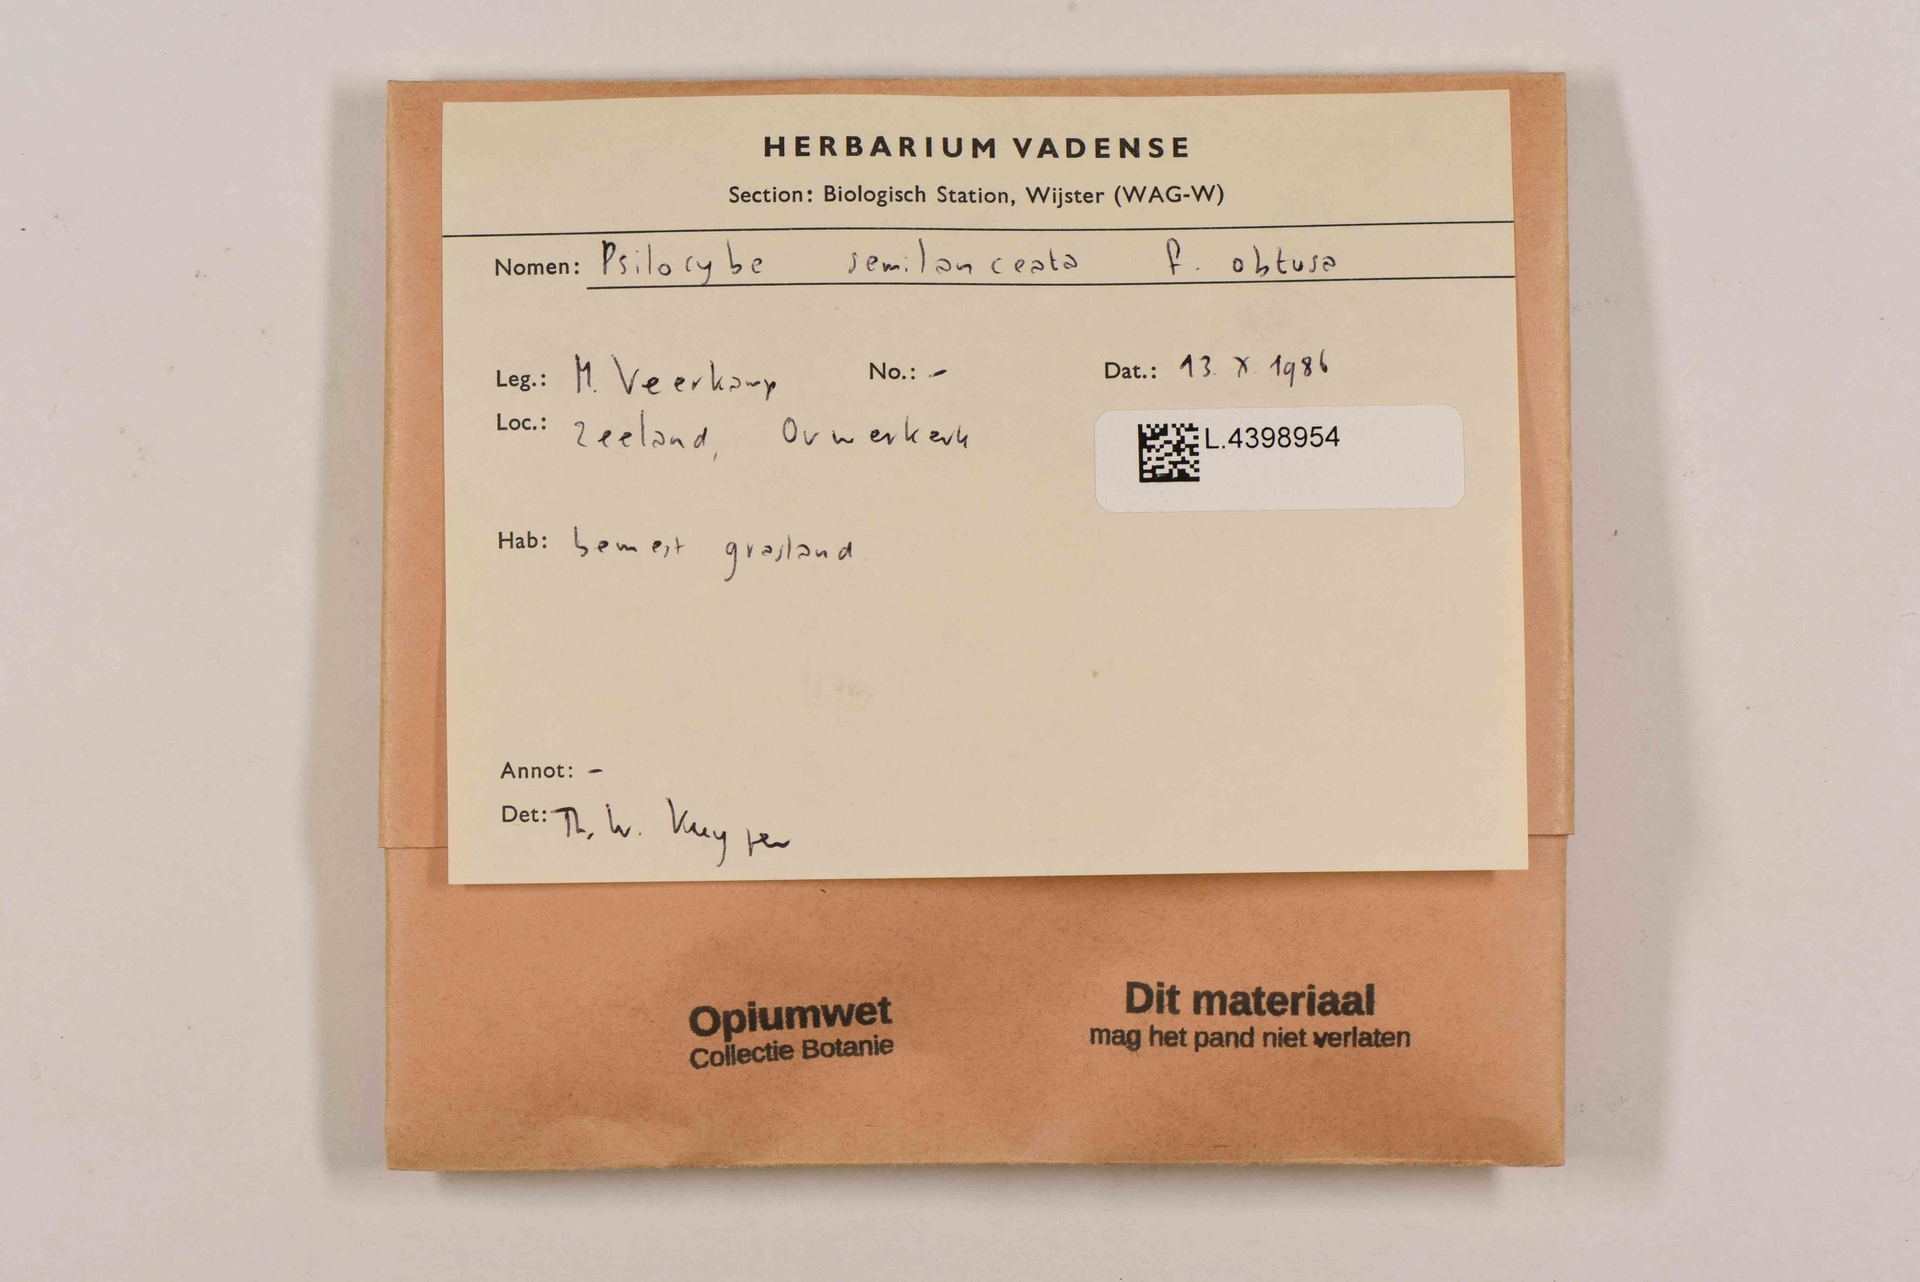 HERBARIUM VADENSE
Section: Biologisch Station, Wijster (WAG-W)
Nomen: Psilocybe semilanceata f. obtusa
Leg.: M. Veerkamp No.: - Dat.: 13. X. 1986
Loc.: Zeeland, Ouwerkerk
L.4398954
Hab: bemest grasland
Annot: -
Det: Th. W. Kuyper
Opiumwet
Collectie Botanie
Dit materiaal
mag het pand niet verlaten